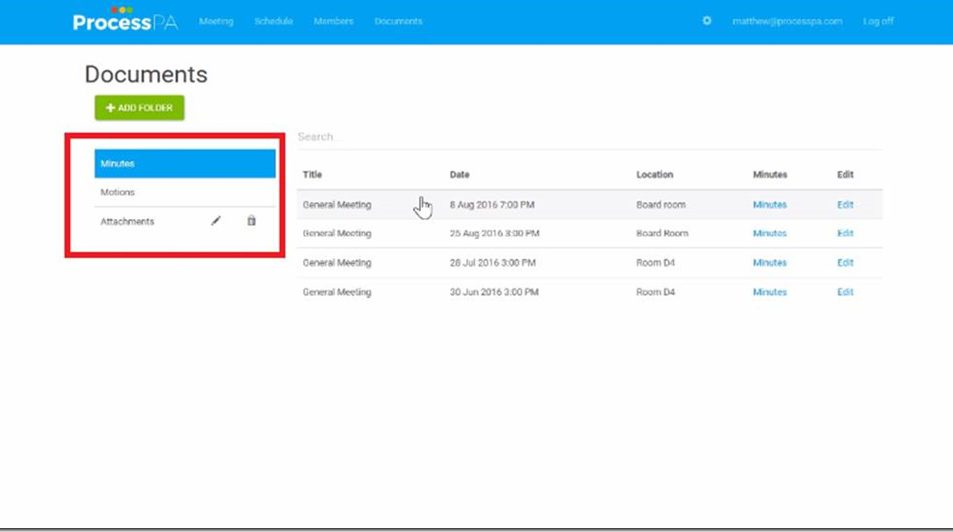 ProcessPA Meeting Schedule Members Documents matthew@processpa.com Log off
Documents
+ ADD FOLDER
Search...
Minutes
Motions
Attachments
Title Date Location Minutes Edit
General Meeting 8 Aug 2016 7:00 PM Board room Minutes Edit
General Meeting 25 Aug 2016 3:00 PM Board Room Minutes Edit
General Meeting 28 Jul 2016 3:00 PM Room D4 Minutes Edit
General Meeting 30 Jun 2016 3:00 PM Room D4 Minutes Edit